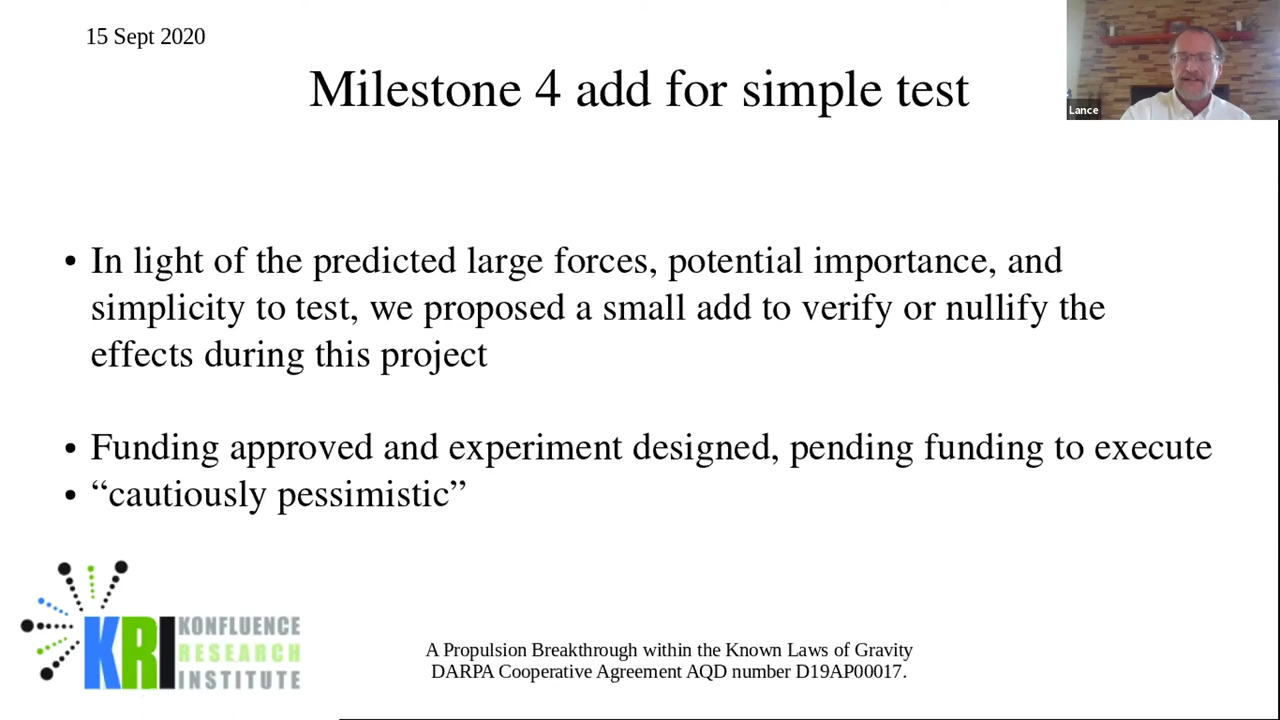 15 Sept 2020
Milestone 4 add for simple test
Lance
• In light of the predicted large forces, potential importance, and
simplicity to test, we proposed a small add to verify or nullify the
effects during this project
• Funding approved and experiment designed, pending funding to execute
• “cautiously pessimistic”
KRI KONFLUENCE
RESEARCH
INSTITUTE
A Propulsion Breakthrough within the Known Laws of Gravity
DARPA Cooperative Agreement AQD number D19AP00017.